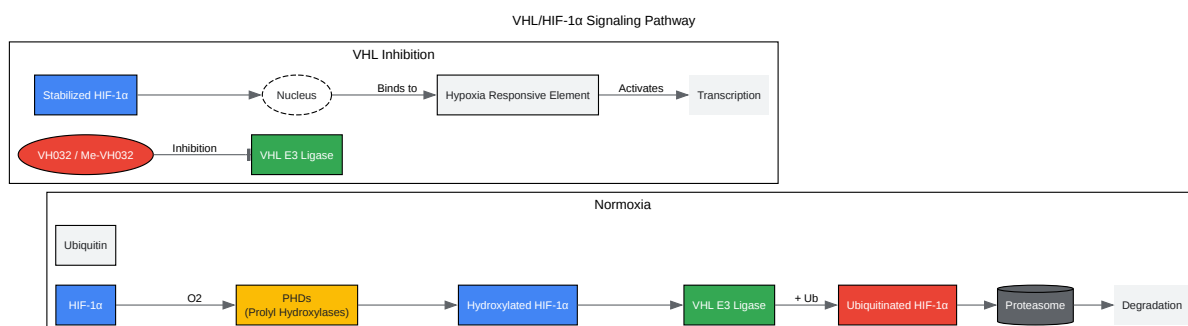 VHL/HIF-1α Signaling Pathway
VHL Inhibition
Stabilized HIF-1α
Nucleus
Binds to
Hypoxia Responsive Element
Activates
Transcription
VH032 / Me-VH032
Inhibition
VHL E3 Ligase
Normoxia
Ubiquitin
HIF-1α
O2
PHDs
(Prolyl Hydroxylases)
Hydroxylated HIF-1α
VHL E3 Ligase
+ Ub
Ubiquitinated HIF-1α
Proteasome
Degradation